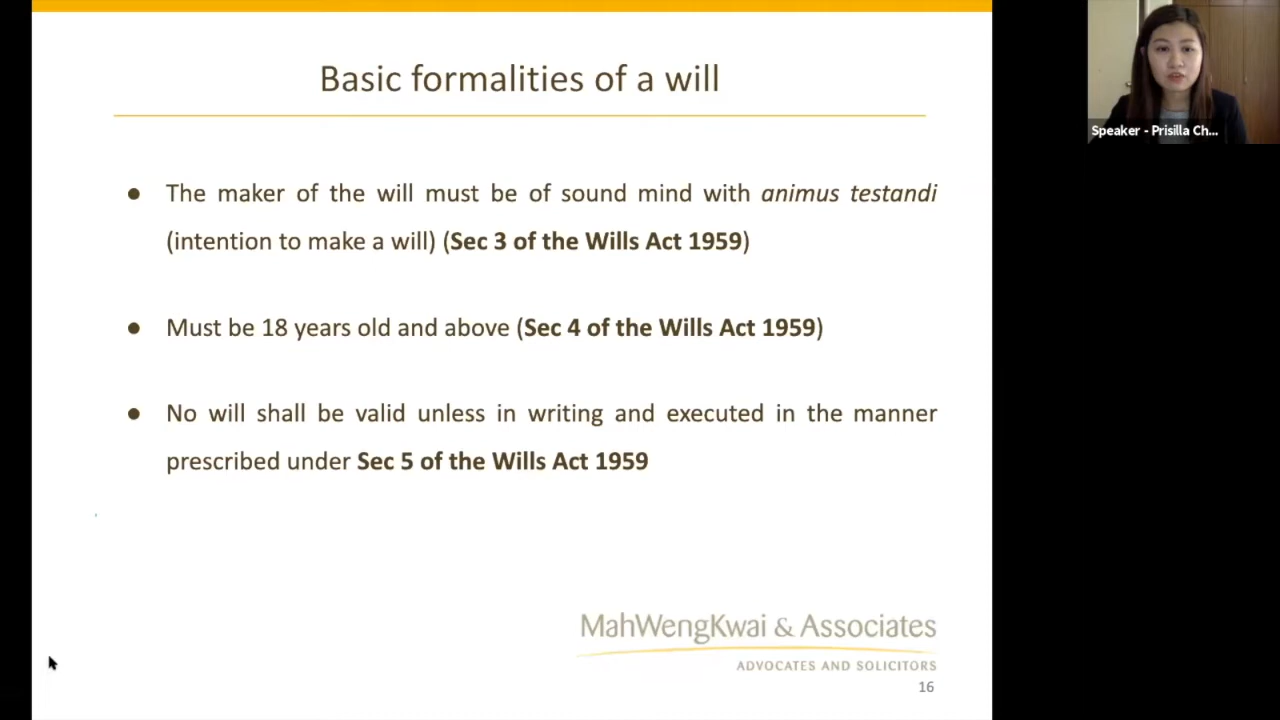 Basic formalities of a will
Speaker - Prisilla Ch...
● The maker of the will must be of sound mind with animus testandi
(intention to make a will) (Sec 3 of the Wills Act 1959)
● Must be 18 years old and above (Sec 4 of the Wills Act 1959)
● No will shall be valid unless in writing and executed in the manner
prescribed under Sec 5 of the Wills Act 1959
MahWengKwai & Associates
ADVOCATES AND SOLICITORS
16